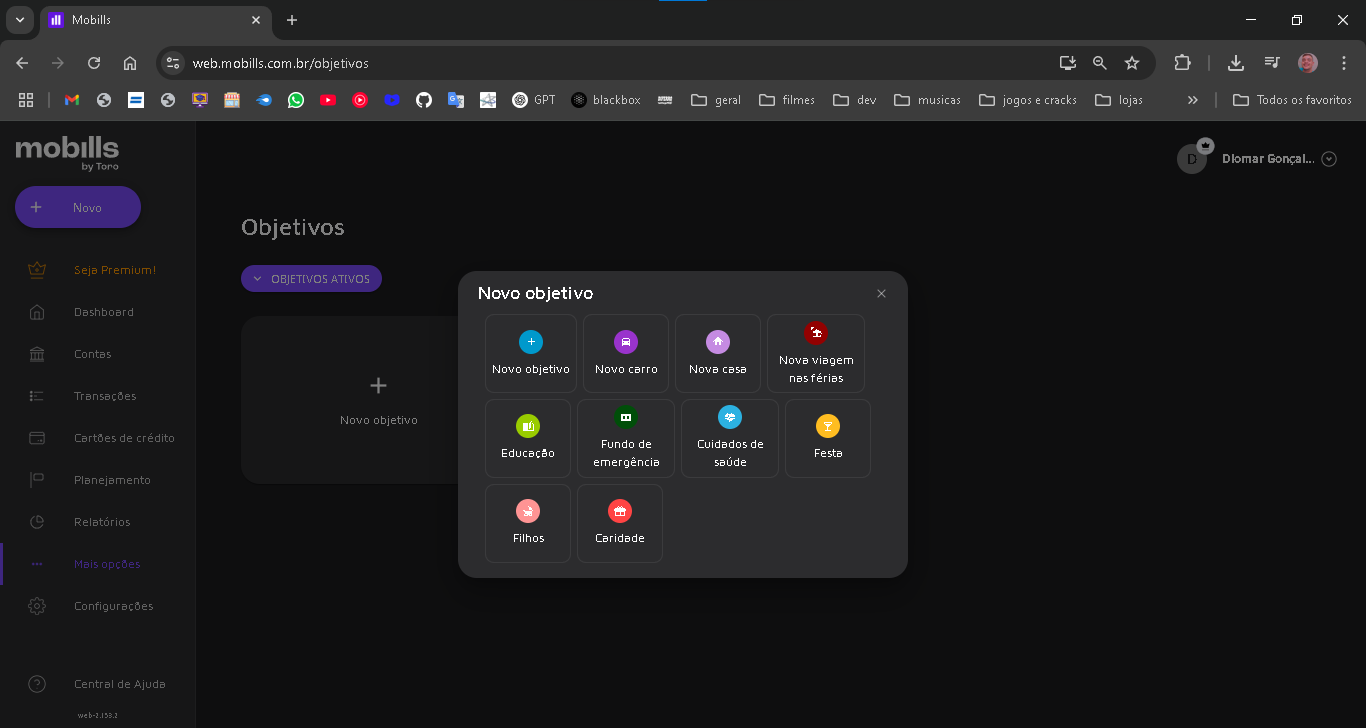 Mobills
web.mobills.com.br/objetivos
GPT
blackbox
geral
filmes
dev
musicas
jogos e cracks
lojas
Todos os favoritos
mobills
by Toro
D
Diomar Gonçal...
Novo
Seja Premium!
Dashboard
Contas
Transações
Cartões de crédito
Planejamento
Relatórios
Mais opções
Configurações
Central de Ajuda
web-2.153.2
Objetivos
OBJETIVOS ATIVOS
Novo objetivo
Novo objetivo
Novo objetivo
Novo carro
Nova casa
Nova viagem
nas férias
Educação
Fundo de
emergência
Cuidados de
saúde
Festa
Filhos
Caridade